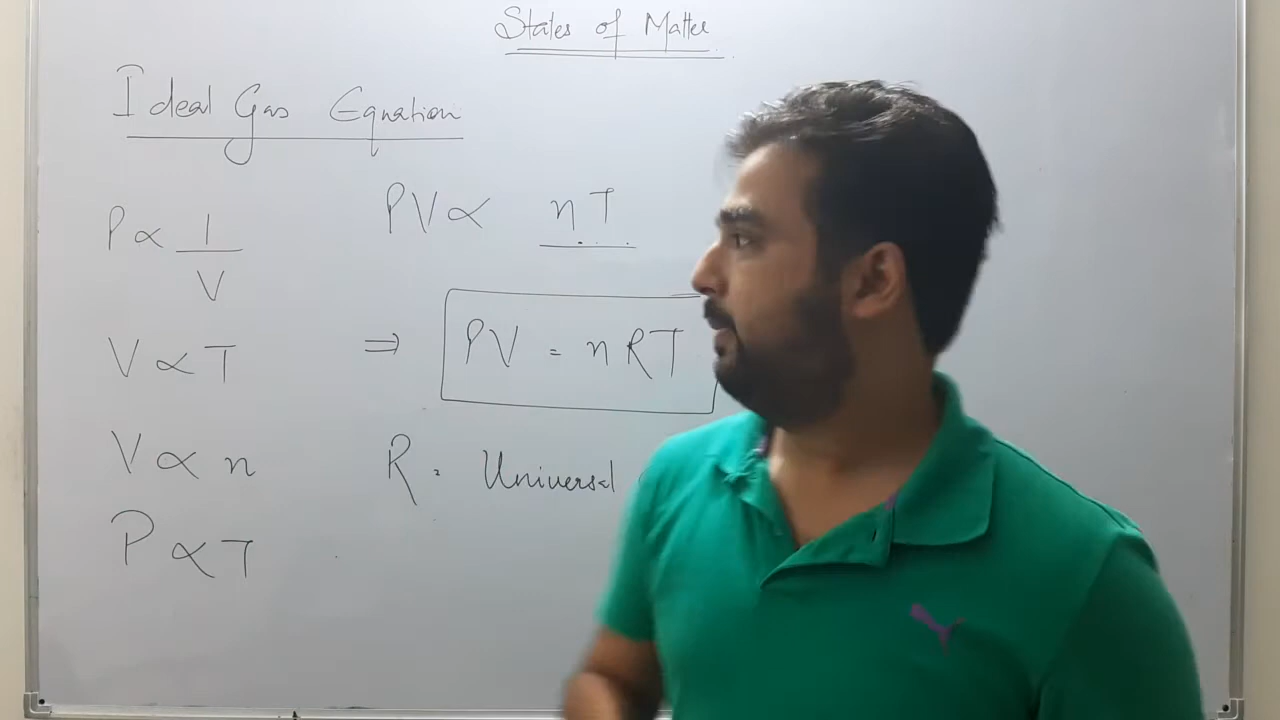 States of Matter
Ideal Gas Equation
P ∝ 1/V
V ∝ T
V ∝ n
P ∝ T
PV ∝ nT
⇒ PV = nRT
R = Universal